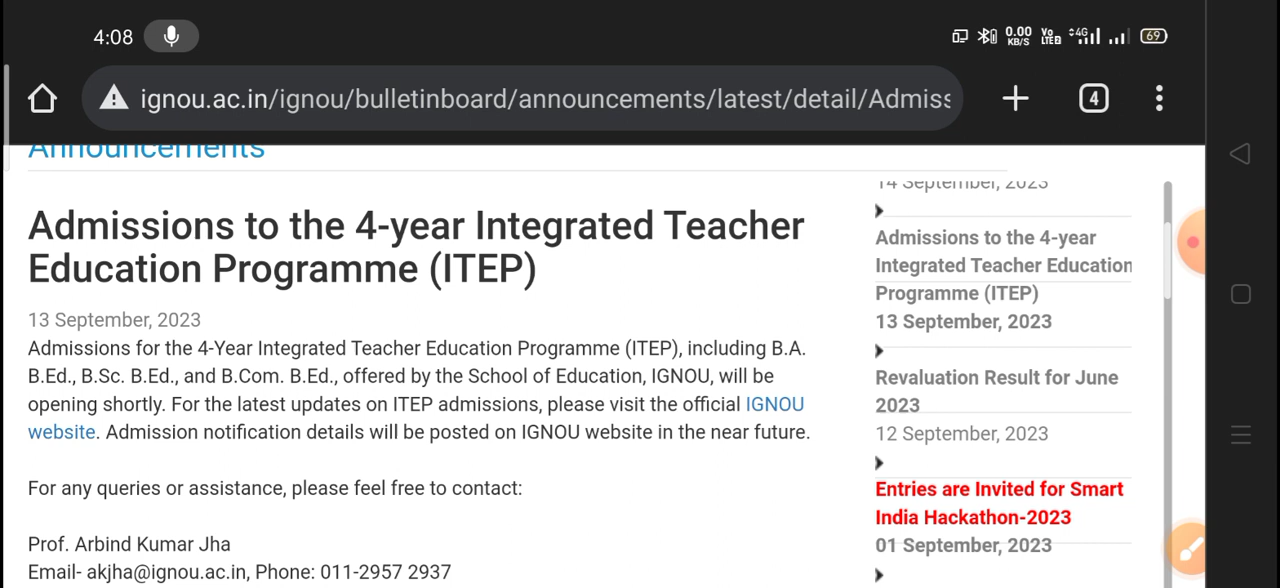 4:08
0.00
KB/S
Vo
LTE2
4G
69
ignou.ac.in/ignou/bulletinboard/announcements/latest/detail/Admiss
4
Announcements
Admissions to the 4-year Integrated Teacher
Education Programme (ITEP)
13 September, 2023
Admissions for the 4-Year Integrated Teacher Education Programme (ITEP), including B.A.
B.Ed., B.Sc. B.Ed., and B.Com. B.Ed., offered by the School of Education, IGNOU, will be
opening shortly. For the latest updates on ITEP admissions, please visit the official IGNOU
website. Admission notification details will be posted on IGNOU website in the near future.
For any queries or assistance, please feel free to contact:
Prof. Arbind Kumar Jha
Email- akjha@ignou.ac.in, Phone: 011-2957 2937
14 September, 2023
Admissions to the 4-year
Integrated Teacher Education
Programme (ITEP)
13 September, 2023
Revaluation Result for June
2023
12 September, 2023
Entries are Invited for Smart
India Hackathon-2023
01 September, 2023